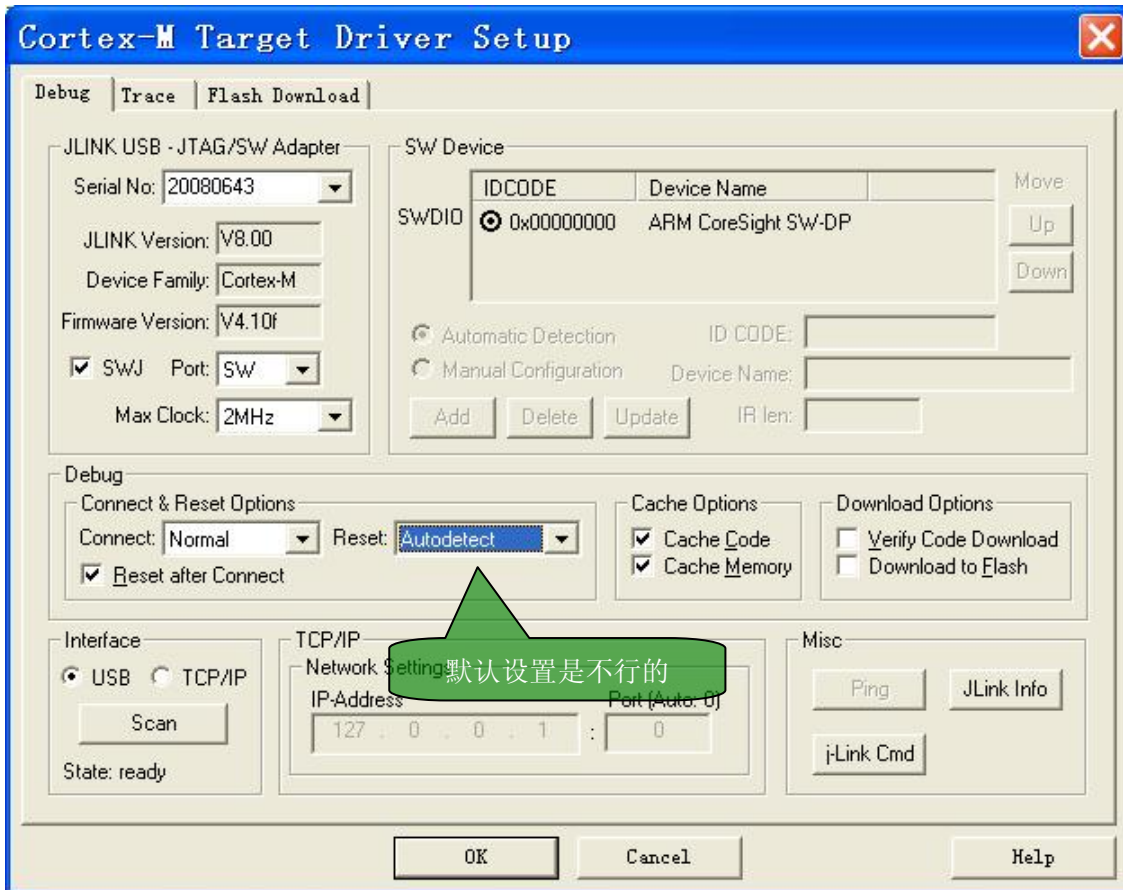 Cortex-M Target Driver Setup
Debug Trace Flash Download
JLINK USB - JTAG/SW Adapter
Serial No: 20080643
JLINK Version: V8.00
Device Family: Cortex-M
Firmware Version: V4.10f
SWJ Port: SW
Max Clock: 2MHz
SW Device
IDCODE Device Name
SWDIO 0x00000000 ARM CoreSight SW-DP
Move
Up
Down
Automatic Detection
Manual Configuration
ID CODE:
Device Name:
Add Delete Update IR len:
Debug
Connect & Reset Options
Connect: Normal Reset: Autodetect
Reset after Connect
Cache Options
Cache Code
Cache Memory
Download Options
Verify Code Download
Download to Flash
默认设置是不行的
Interface
USB TCP/IP
Scan
State: ready
TCP/IP
Network Settings
IP-Address Port (Auto: 0)
127 . 0 . 0 . 1 : 0
Misc
Ping JLink Info
j-Link Cmd
OK Cancel Help